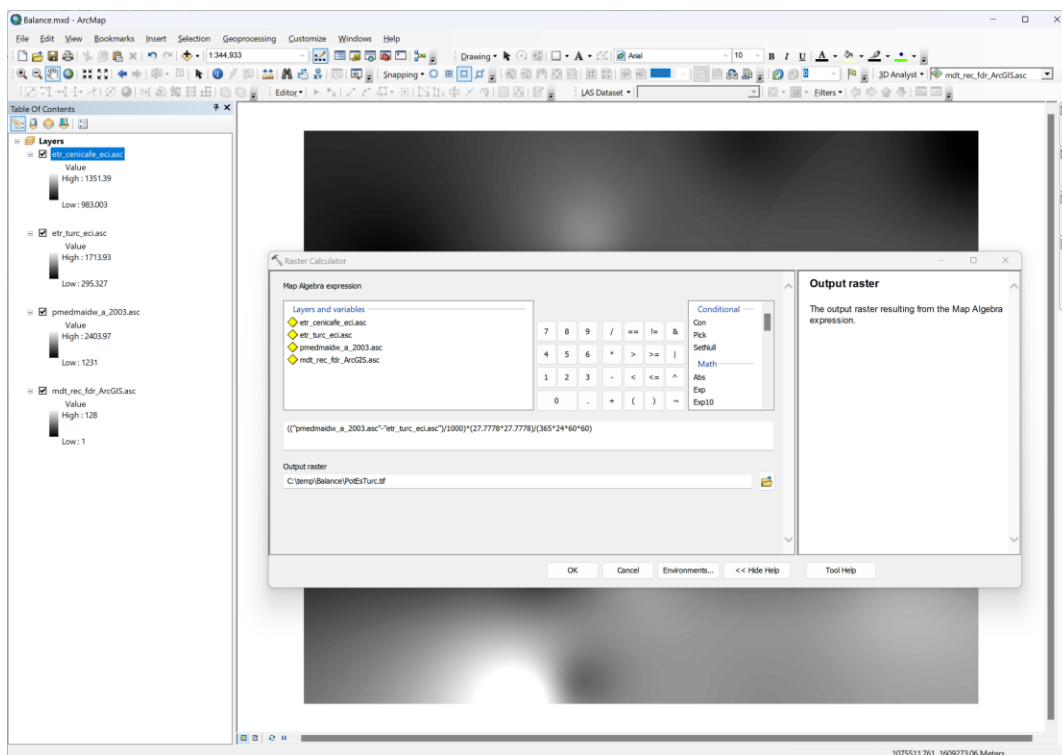 Balance.mxd - ArcMap
File Edit View Bookmarks Insert Selection Geoprocessing Customize Windows Help
1:344,933 Drawing Arial 10 B I U A
Snapping 3D Analyst mdt_rec_fdr_ArcGIS.asc
Editor LAS Dataset Filters
Table Of Contents
Layers
etr_cenicafe_eci.asc
Value
High : 1351.39
Low : 983.003
etr_turc_eci.asc
Value
High : 1713.93
Low : 295.327
pmedmaidw_a_2003.asc
Value
High : 2403.97
Low : 1231
mdt_rec_fdr_ArcGIS.asc
Value
High : 128
Low : 1
Raster Calculator
Map Algebra expression
Layers and variables
etr_cenicafe_eci.asc
etr_turc_eci.asc
pmedmaidw_a_2003.asc
mdt_rec_fdr_ArcGIS.asc
7 8 9 / == != &
4 5 6 * > >= |
1 2 3 - < <= ^
0 . + ( ) ~
Conditional
Con
Pick
SetNull
Math
Abs
Exp
Exp10
(("pmedmaidw_a_2003.asc"-"etr_turc_eci.asc")/1000)*(27.7778*27.7778)/(365*24*60*60)
Output raster
C:\temp\Balance\PotEsTurc.tif
OK Cancel Environments... << Hide Help Tool Help
Output raster
The output raster resulting from the Map Algebra
expression.
1075511.761 1609273.06 Meters